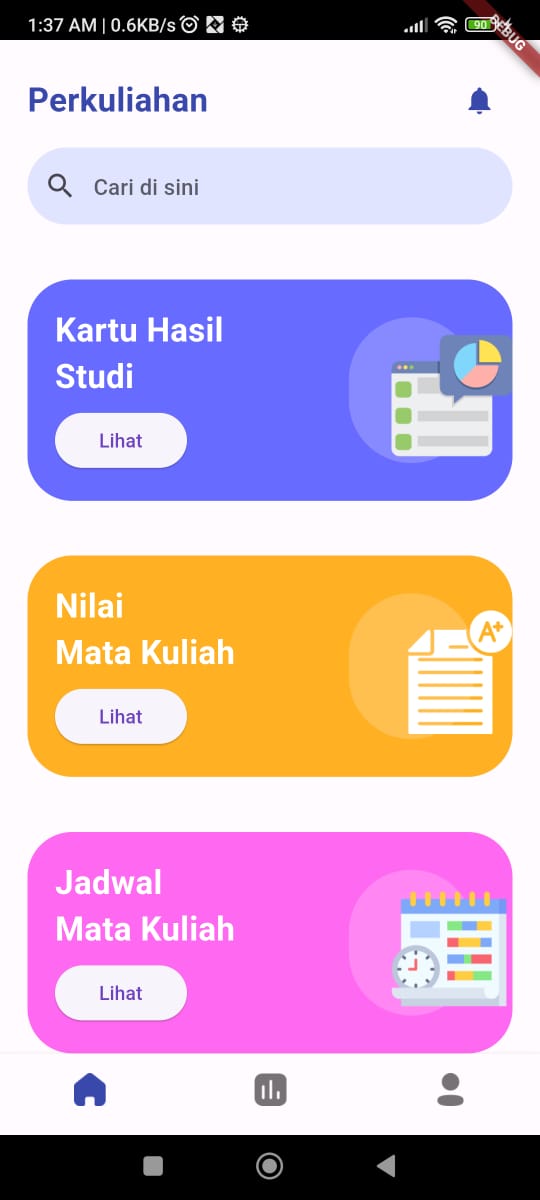 1:37 AM | 0.6KB/s
90
DEBUG
Perkuliahan
Cari di sini
Kartu Hasil
Studi
Lihat
Nilai
Mata Kuliah
A+
Lihat
Jadwal
Mata Kuliah
Lihat